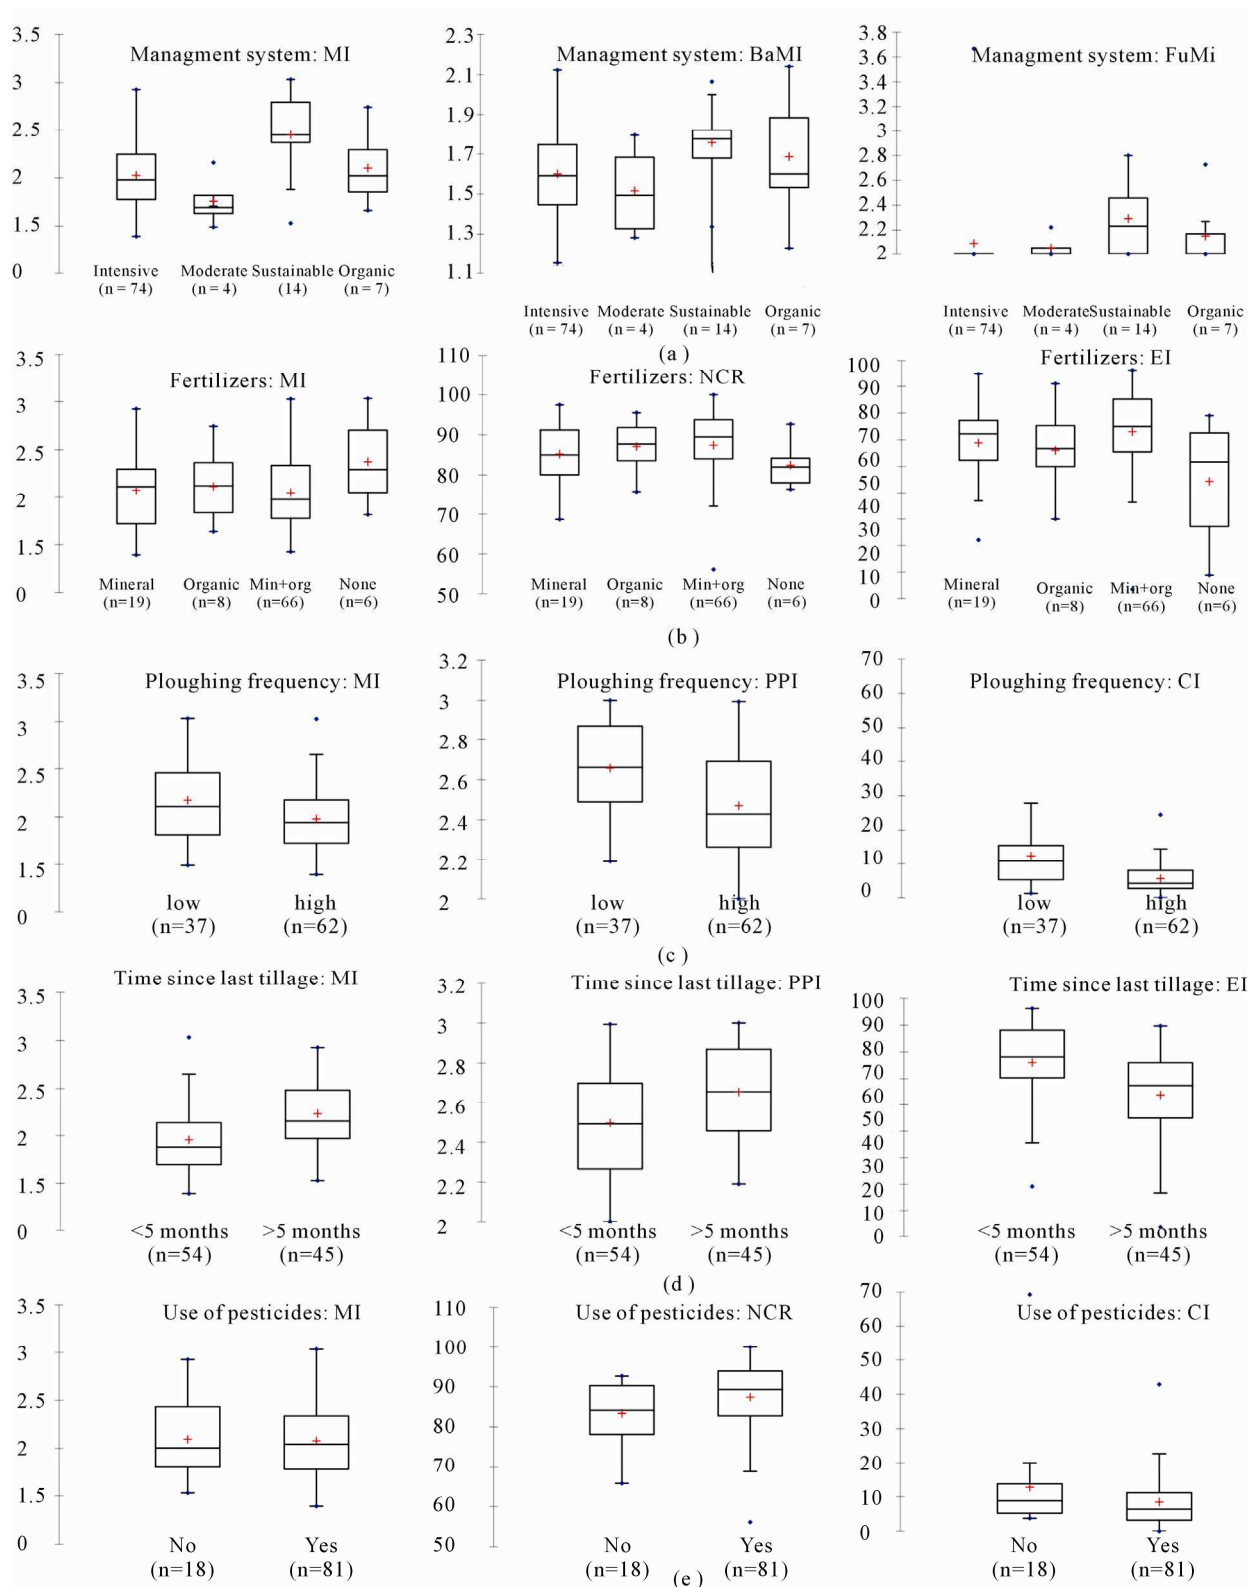 Managment system: MI
3.5
3
2.5
2
1.5
0
Intensive Moderate Sustainable Organic
(n = 74) (n = 4) (14) (n = 7)
Managment system: BaMI
2.3
2.1
1.9
1.7
1.5
1.3
1.1
Intensive Moderate Sustainable Organic
(n = 74) (n = 4) (n = 14) (n = 7)
Managment system: FuMi
3.8
3.6
3.4
3.2
3
2.8
2.6
2.4
2.2
2
Intensive ModerateSustainable Organic
(n = 74) (n = 4) (n = 14) (n = 7)
(a)
Fertilizers: MI
3.5
3
2.5
2
1.5
0
Mineral Organic Min+org None
(n=19) (n=8) (n=66) (n=6)
Fertilizers: NCR
110
100
90
80
70
60
50
Mineral Organic Min+org None
(n=19) (n=8) (n=66) (n=6)
Fertilizers: EI
100
90
80
70
60
50
40
30
20
10
0
Mineral Organic Min+org None
(n=19) (n=8) (n=66) (n=6)
(b)
Ploughing frequency: MI
3.5
3
2.5
2
1.5
0
low high
(n=37) (n=62)
Ploughing frequency: PPI
3.2
3
2.8
2.6
2.4
2.2
2
low high
(n=37) (n=62)
Ploughing frequency: CI
70
60
50
40
30
20
10
0
low high
(n=37) (n=62)
(c)
Time since last tillage: MI
3.5
3
2.5
2
1.5
0
<5 months >5 months
(n=54) (n=45)
Time since last tillage: PPI
3.2
3
2.8
2.6
2.4
2.2
2
<5 months >5 months
(n=54) (n=45)
Time since last tillage: EI
100
90
80
70
60
50
40
30
20
10
0
<5 months >5 months
(n=54) (n=45)
(d)
Use of pesticides: MI
3.5
3
2.5
2
1.5
0
No Yes
(n=18) (n=81)
Use of pesticides: NCR
110
100
90
80
70
60
50
No Yes
(n=18) (n=81)
Use of pesticides: CI
70
60
50
40
30
20
10
0
No Yes
(n=18) (n=81)
(e)